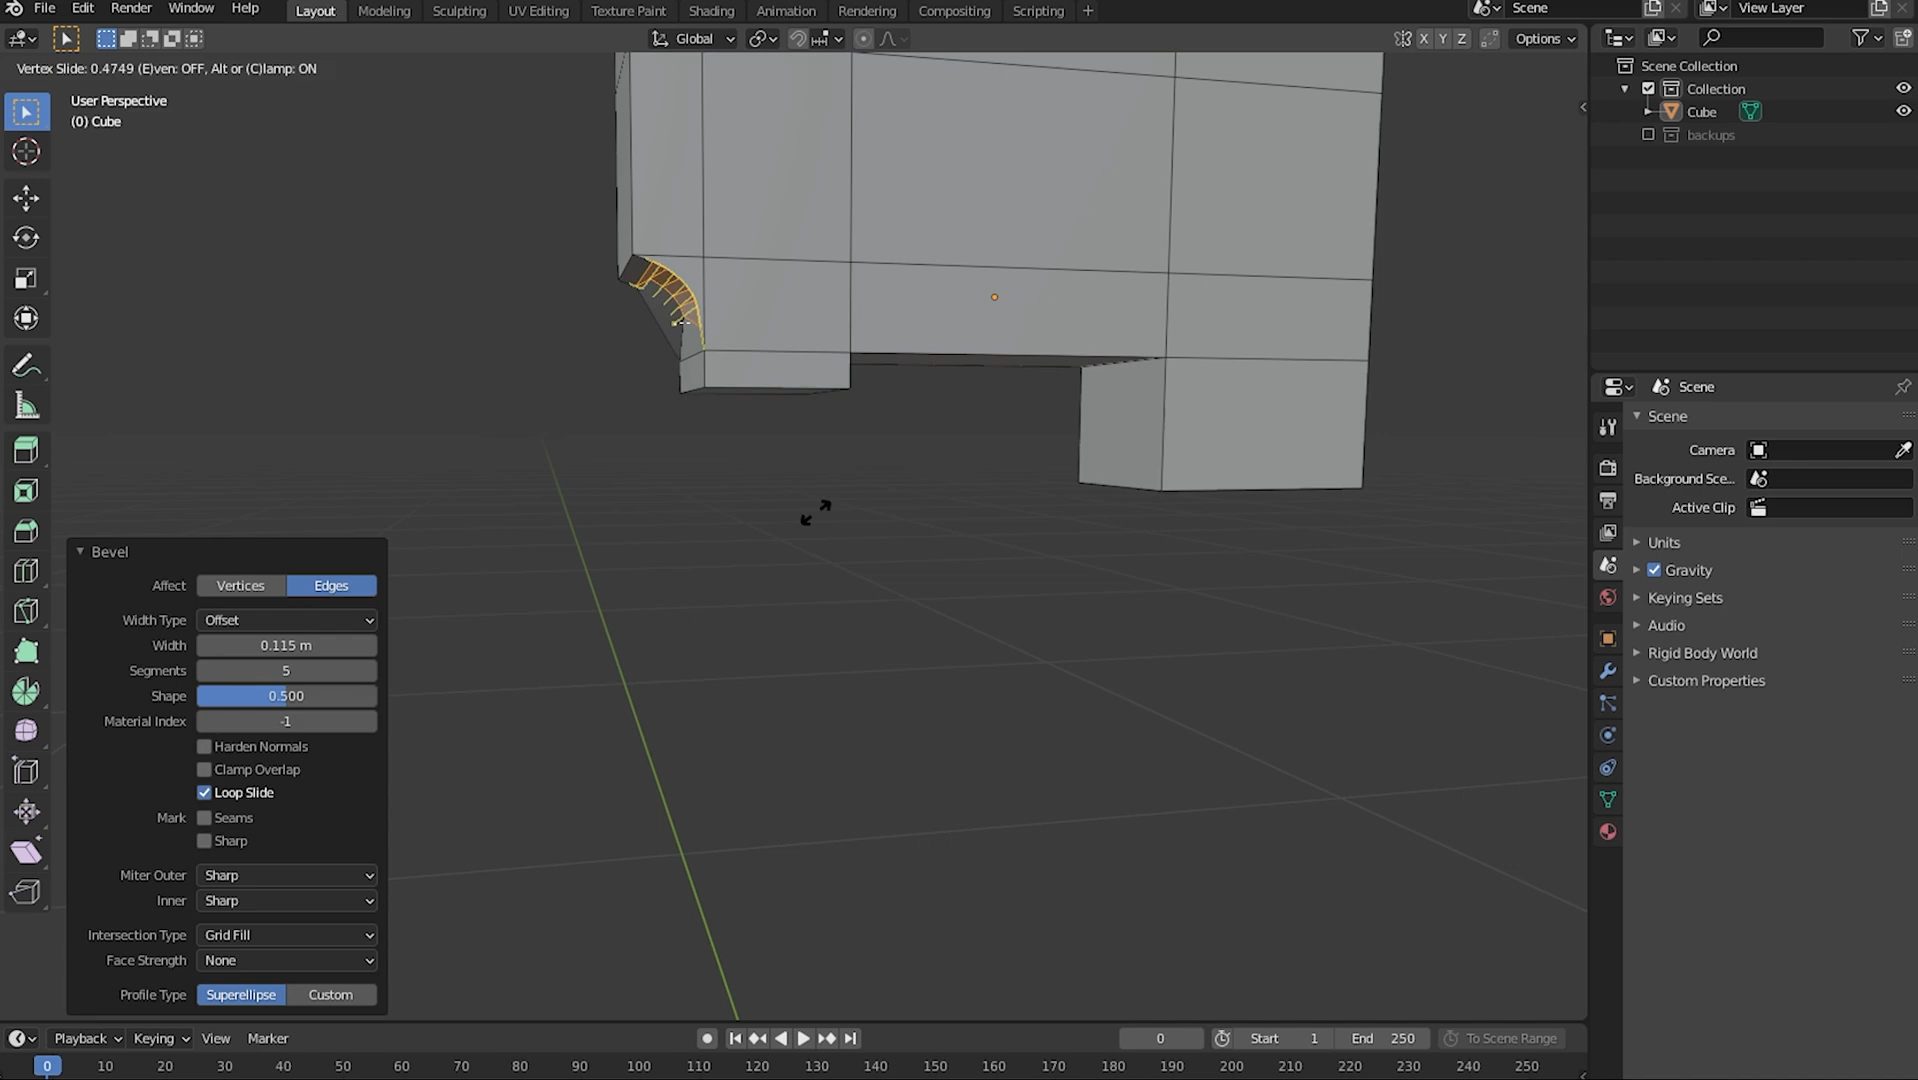 File Edit Render Window Help Layout Modeling Sculpting UV Editing Texture Paint Shading Animation Rendering Compositing Scripting + Scene View Layer
Global X Y Z Options
Vertex Slide: 0.4749 (E)ven: OFF, Alt or (C)lamp: ON
User Perspective
(0) Cube
Scene Collection
Collection
Cube
backups
Scene
Scene
Camera
Background Sce...
Active Clip
Units
Gravity
Keying Sets
Audio
Rigid Body World
Custom Properties
Bevel
Affect Vertices Edges
Width Type Offset
Width 0.115 m
Segments 5
Shape 0.500
Material Index -1
Harden Normals
Clamp Overlap
Loop Slide
Mark Seams
Sharp
Miter Outer Sharp
Inner Sharp
Intersection Type Grid Fill
Face Strength None
Profile Type Superellipse Custom
Playback Keying View Marker 0 Start 1 End 250 To Scene Range
0 10 20 30 40 50 60 70 80 90 100 110 120 130 140 150 160 170 180 190 200 210 220 230 240 250